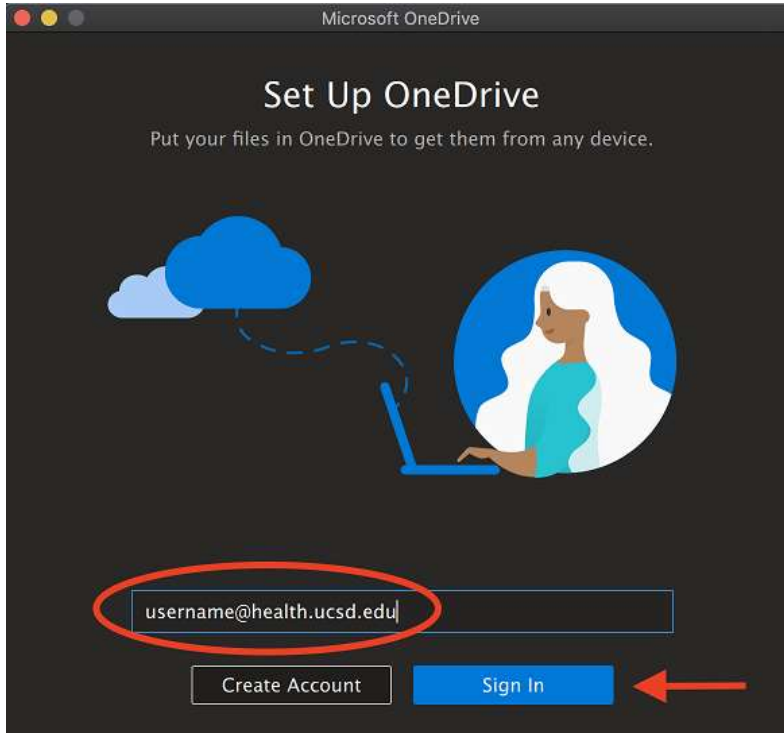 Microsoft OneDrive
Set Up OneDrive
Put your files in OneDrive to get them from any device.
username@health.ucsd.edu
Create Account
Sign In